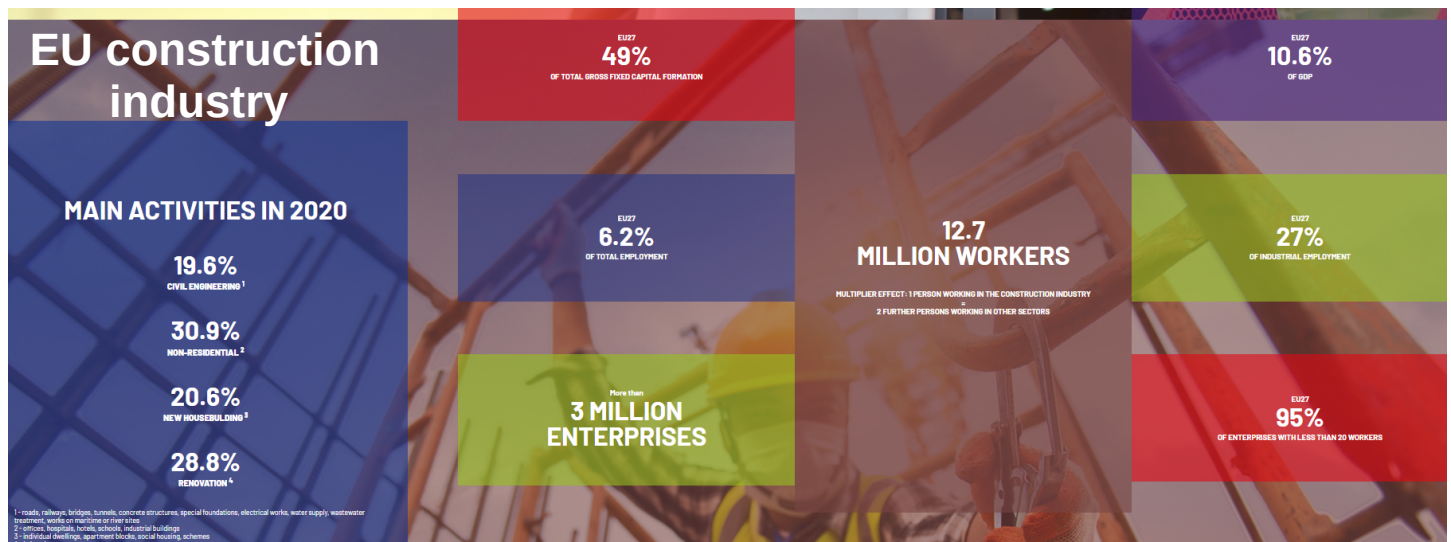 EU construction
industry
MAIN ACTIVITIES IN 2020
19.6%
CIVIL ENGINEERING 1
30.9%
NON-RESIDENTIAL 2
20.6%
NEW HOUSEBULDING 3
28.8%
RENOVATION 4
1 - roads, railways, bridges, tunnels, concrete structures, special foundations, electrical works, water supply, wastewater
treatment, works on maritime or river sites
2 - offices, hospitals, hotels, schools, industrial buildings
3 - individual dwellings, apartment blocks, social housing, schemes
EU27
49%
OF TOTAL GROSS FIXED CAPITAL FORMATION
EU27
6.2%
OF TOTAL EMPLOYMENT
More than
3 MILLION
ENTERPRISES
12.7
MILLION WORKERS
MULTIPLIER EFFECT: 1 PERSON WORKING IN THE CONSTRUCTION INDUSTRY
=
2 FURTHER PERSONS WORKING IN OTHER SECTORS
EU27
10.6%
OF GDP
EU27
27%
OF INDUSTRIAL EMPLOYMENT
EU27
95%
OF ENTERPRISES WITH LESS THAN 20 WORKERS